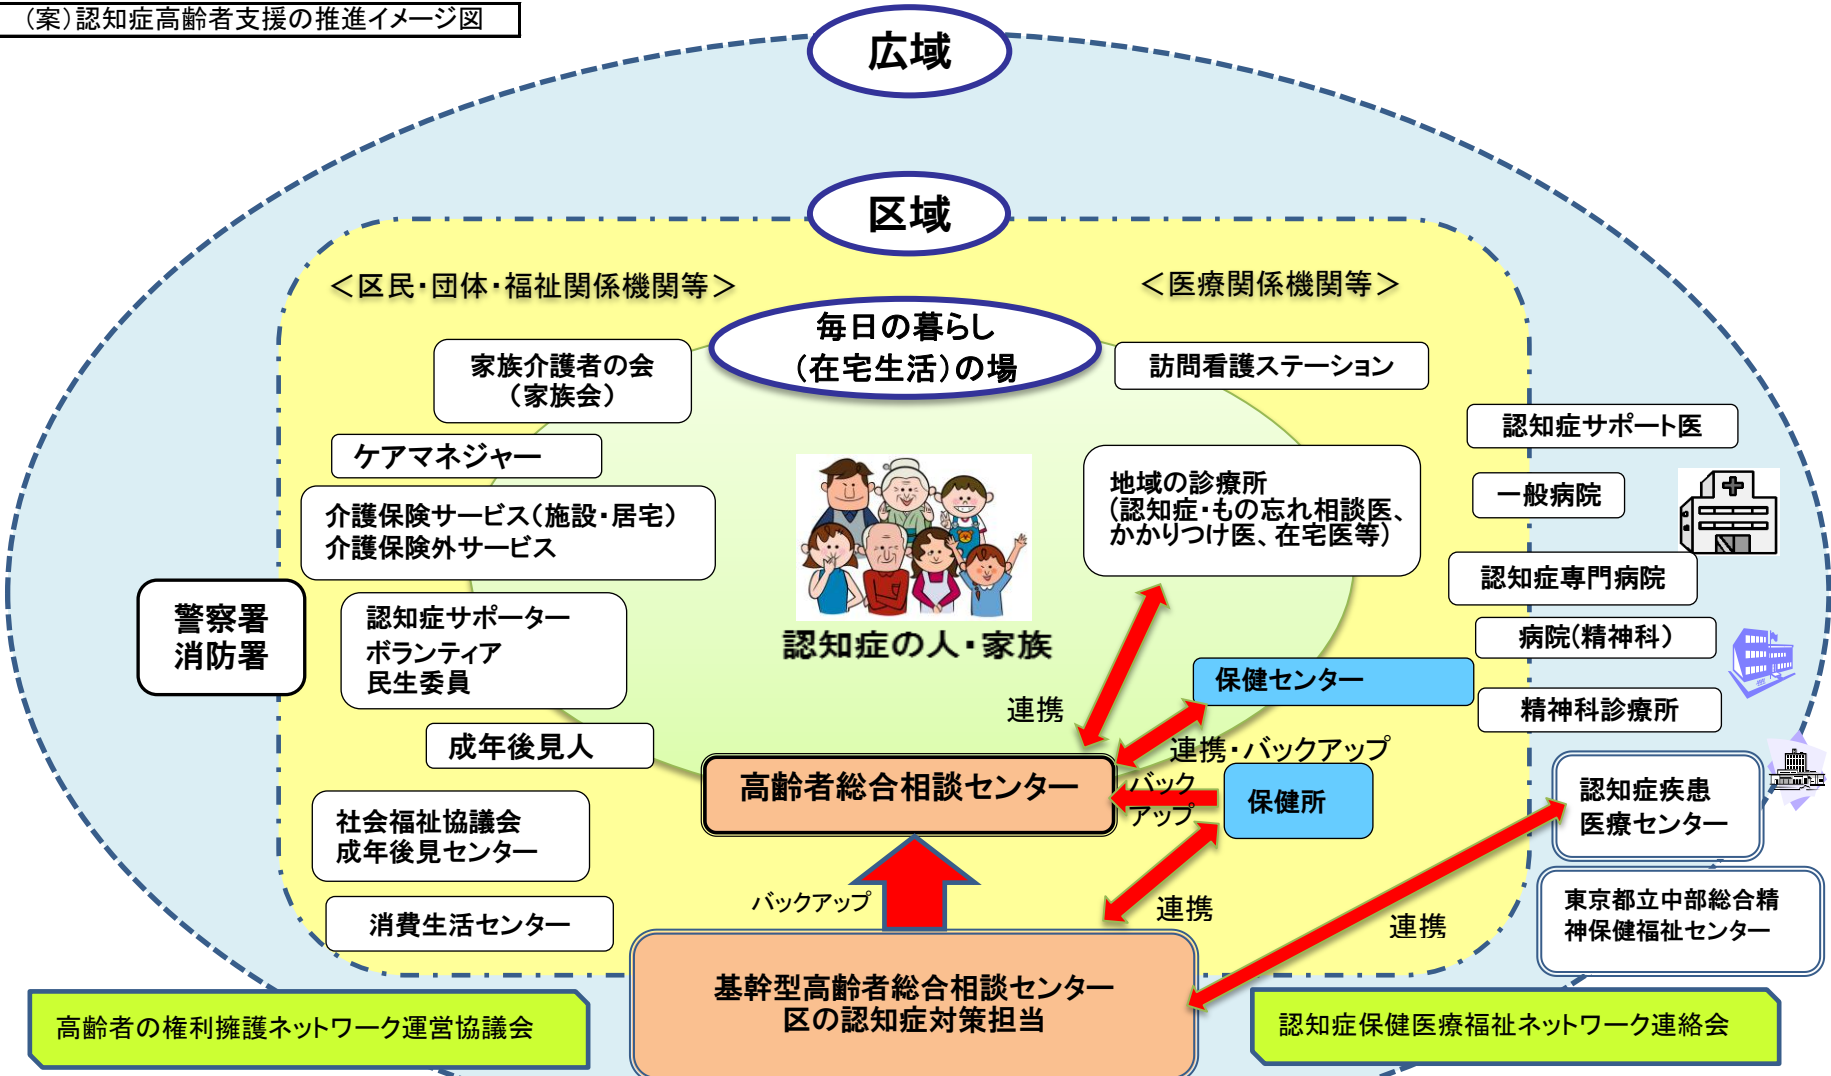 (案)認知症高齢者支援の推進イメージ図
広域
区域
＜区民・団体・福祉関係機関等＞
＜医療関係機関等＞
毎日の暮らし
(在宅生活)の場
家族介護者の会
(家族会)
訪問看護ステーション
ケアマネジャー
認知症サポート医
介護保険サービス(施設・居宅)
介護保険外サービス
地域の診療所
(認知症・もの忘れ相談医、
かかりつけ医、在宅医等)
一般病院
認知症専門病院
警察署
消防署
認知症サポーター
ボランティア
民生委員
認知症の人・家族
病院(精神科)
保健センター
精神科診療所
連携
成年後見人
連携・バックアップ
高齢者総合相談センター
バック
アップ
保健所
認知症疾患
医療センター
社会福祉協議会
成年後見センター
バックアップ
連携
連携
消費生活センター
東京都立中部総合精
神保健福祉センター
基幹型高齢者総合相談センター
区の認知症対策担当
高齢者の権利擁護ネットワーク運営協議会
認知症保健医療福祉ネットワーク連絡会